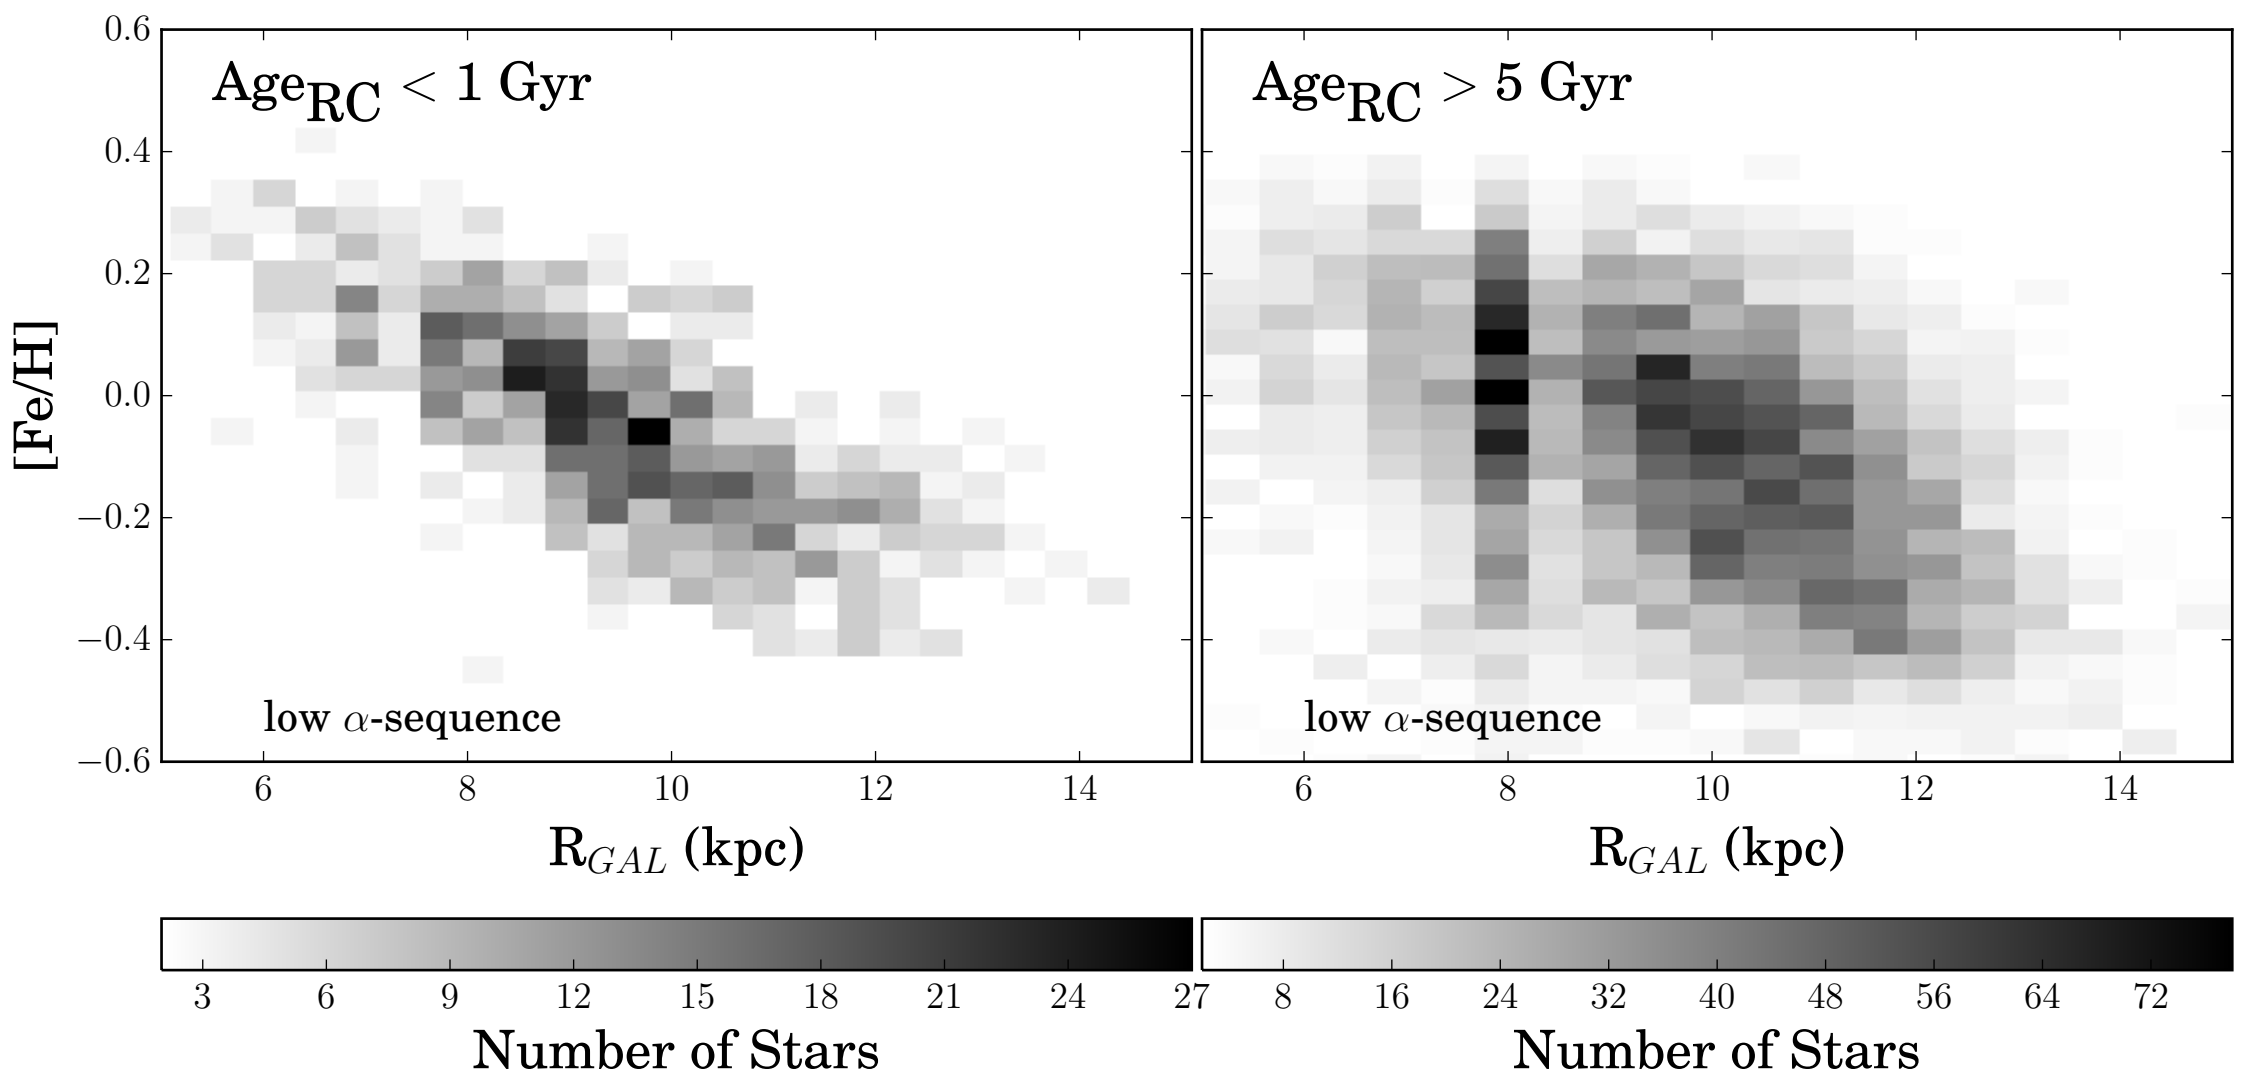 Age_RC < 1 Gyr
Age_RC > 5 Gyr
0.6
0.4
0.2
0.0
−0.2
−0.4
−0.6
[Fe/H]
low α-sequence
low α-sequence
6 8 10 12 14
6 8 10 12 14
R_GAL (kpc)
R_GAL (kpc)
3 6 9 12 15 18 21 24 27
8 16 24 32 40 48 56 64 72
Number of Stars
Number of Stars